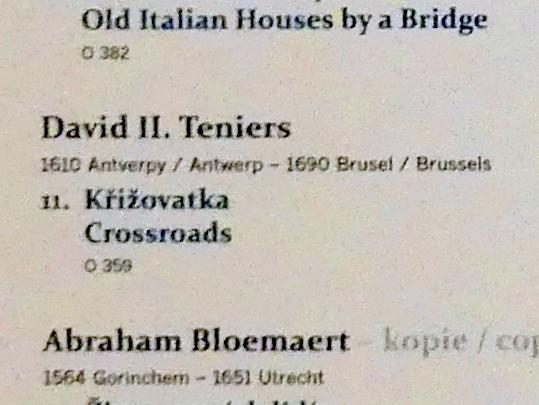 Old Italian Houses by a Bridge
O 382
David II. Teniers
1610 Antverpy / Antwerp – 1690 Brusel / Brussels
11. Křižovatka
Crossroads
O 359
Abraham Bloemaert – kopie / cop
1564 Gorinchem – 1651 Utrecht